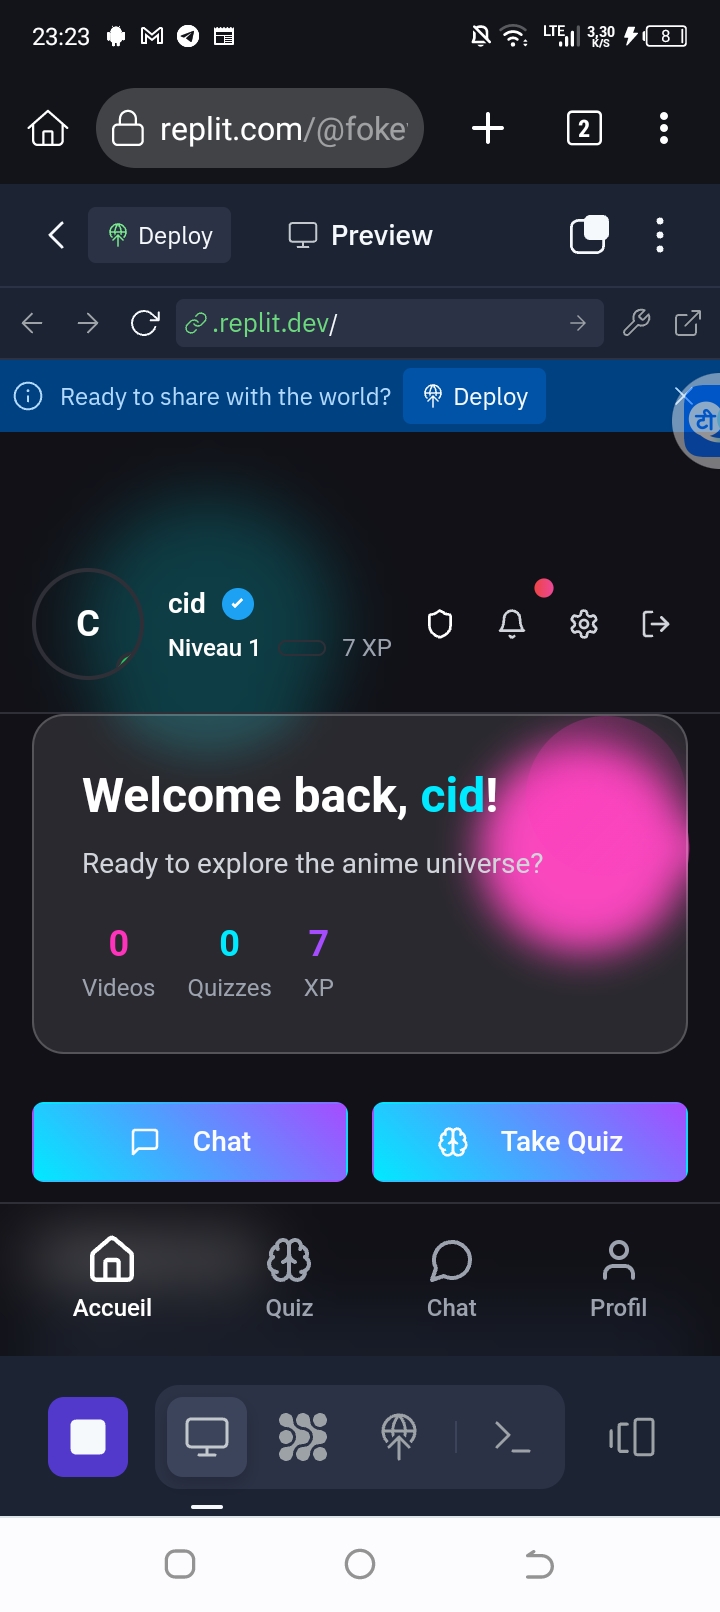 23:23 LTE 3,30 K/S 8
replit.com/@foke
2
Deploy Preview
.replit.dev/
Ready to share with the world? Deploy
टी
C
cid
Niveau 1 7 XP
Welcome back, cid!
Ready to explore the anime universe?
0 0 7
Videos Quizzes XP
Chat Take Quiz
Accueil Quiz Chat Profil